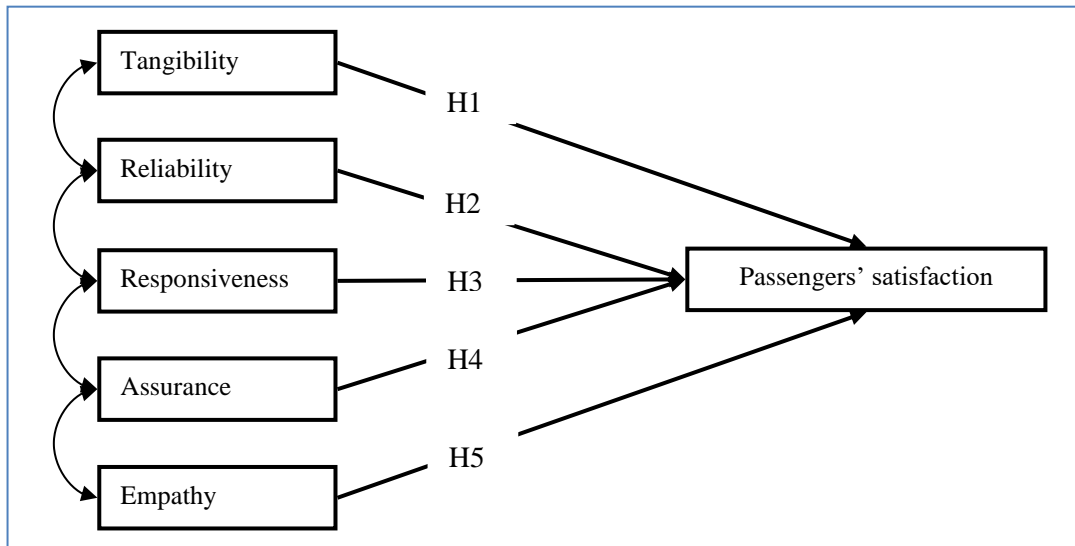 Tangibility
H1
Reliability
H2
Responsiveness
H3
Passengers’ satisfaction
Assurance
H4
Empathy
H5